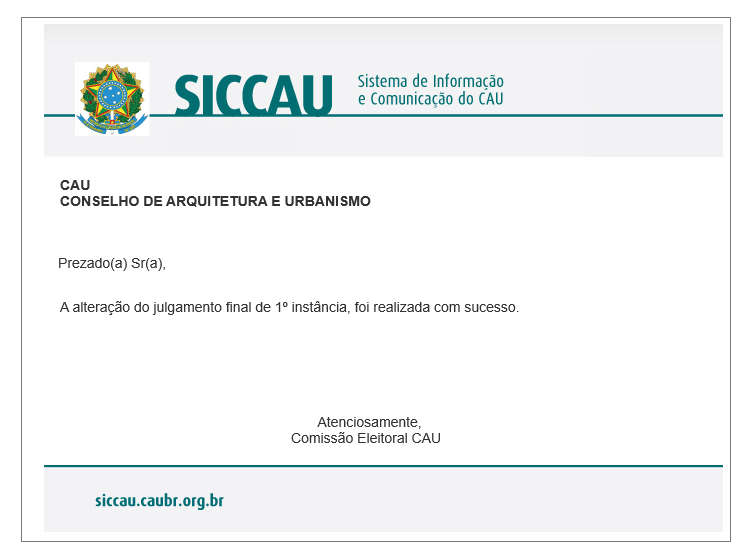 SICCAU
Sistema de Informação
e Comunicação do CAU
CAU
CONSELHO DE ARQUITETURA E URBANISMO
Prezado(a) Sr(a),
A alteração do julgamento final de 1º instância, foi realizada com sucesso.
Atenciosamente,
Comissão Eleitoral CAU
siccau.caubr.org.br